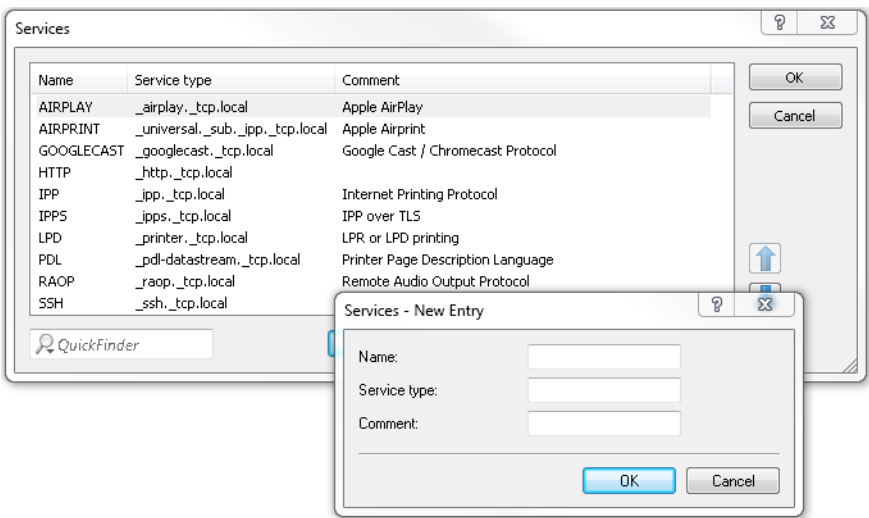 Services
Name Service type Comment
AIRPLAY _airplay._tcp.local Apple AirPlay
AIRPRINT _universal._sub._ipp._tcp.local Apple Airprint
GOOGLECAST _googlecast._tcp.local Google Cast / Chromecast Protocol
HTTP _http._tcp.local
IPP _ipp._tcp.local Internet Printing Protocol
IPPS _ipps._tcp.local IPP over TLS
LPD _printer._tcp.local LPR or LPD printing
PDL _pdl-datastream._tcp.local Printer Page Description Language
RAOP _raop._tcp.local Remote Audio Output Protocol
SSH _ssh._tcp.local
OK
Cancel
QuickFinder
Services - New Entry
Name:
Service type:
Comment:
OK Cancel